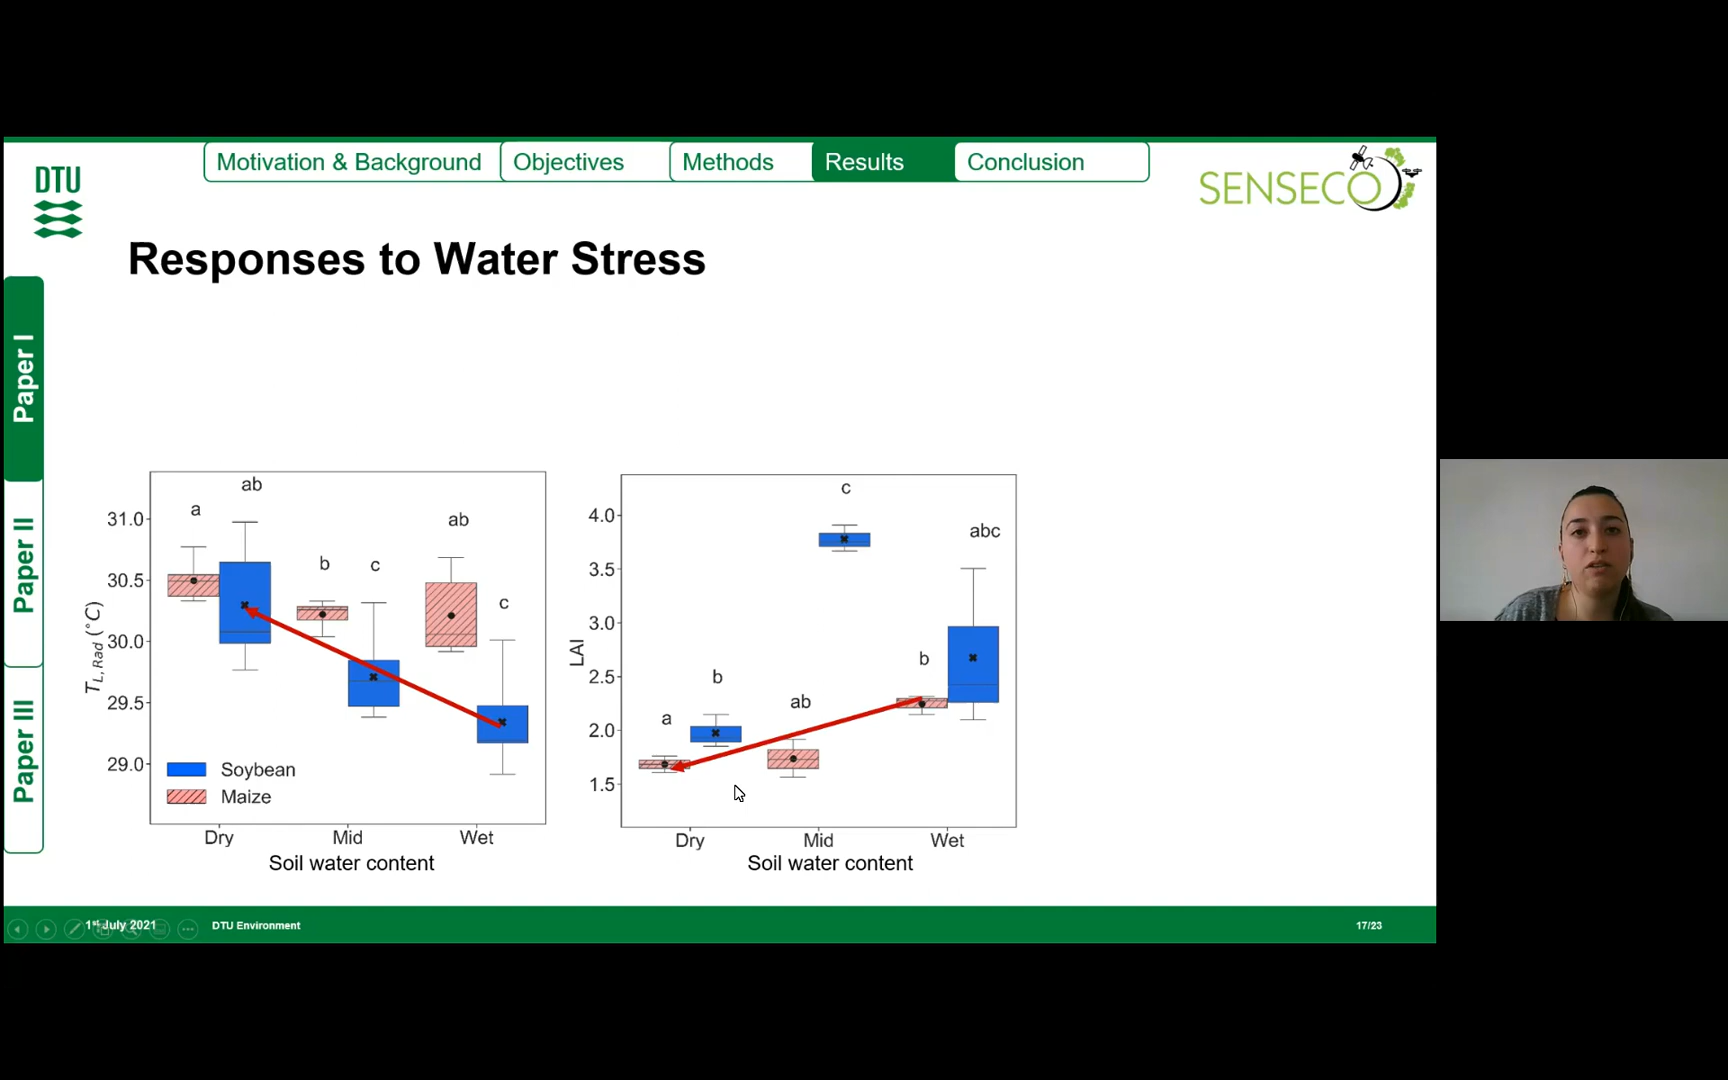 DTU
Motivation & Background
Objectives
Methods
Results
Conclusion
SENSECO
Responses to Water Stress
Paper I
Paper II
Paper III
T_{L,Rad} (°C)
31.0
30.5
30.0
29.5
29.0
a
ab
b
c
ab
c
Soybean
Maize
Dry
Mid
Wet
Soil water content
LAI
4.0
3.5
3.0
2.5
2.0
1.5
a
b
ab
c
b
abc
Dry
Mid
Wet
Soil water content
1st July 2021
DTU Environment
17/23